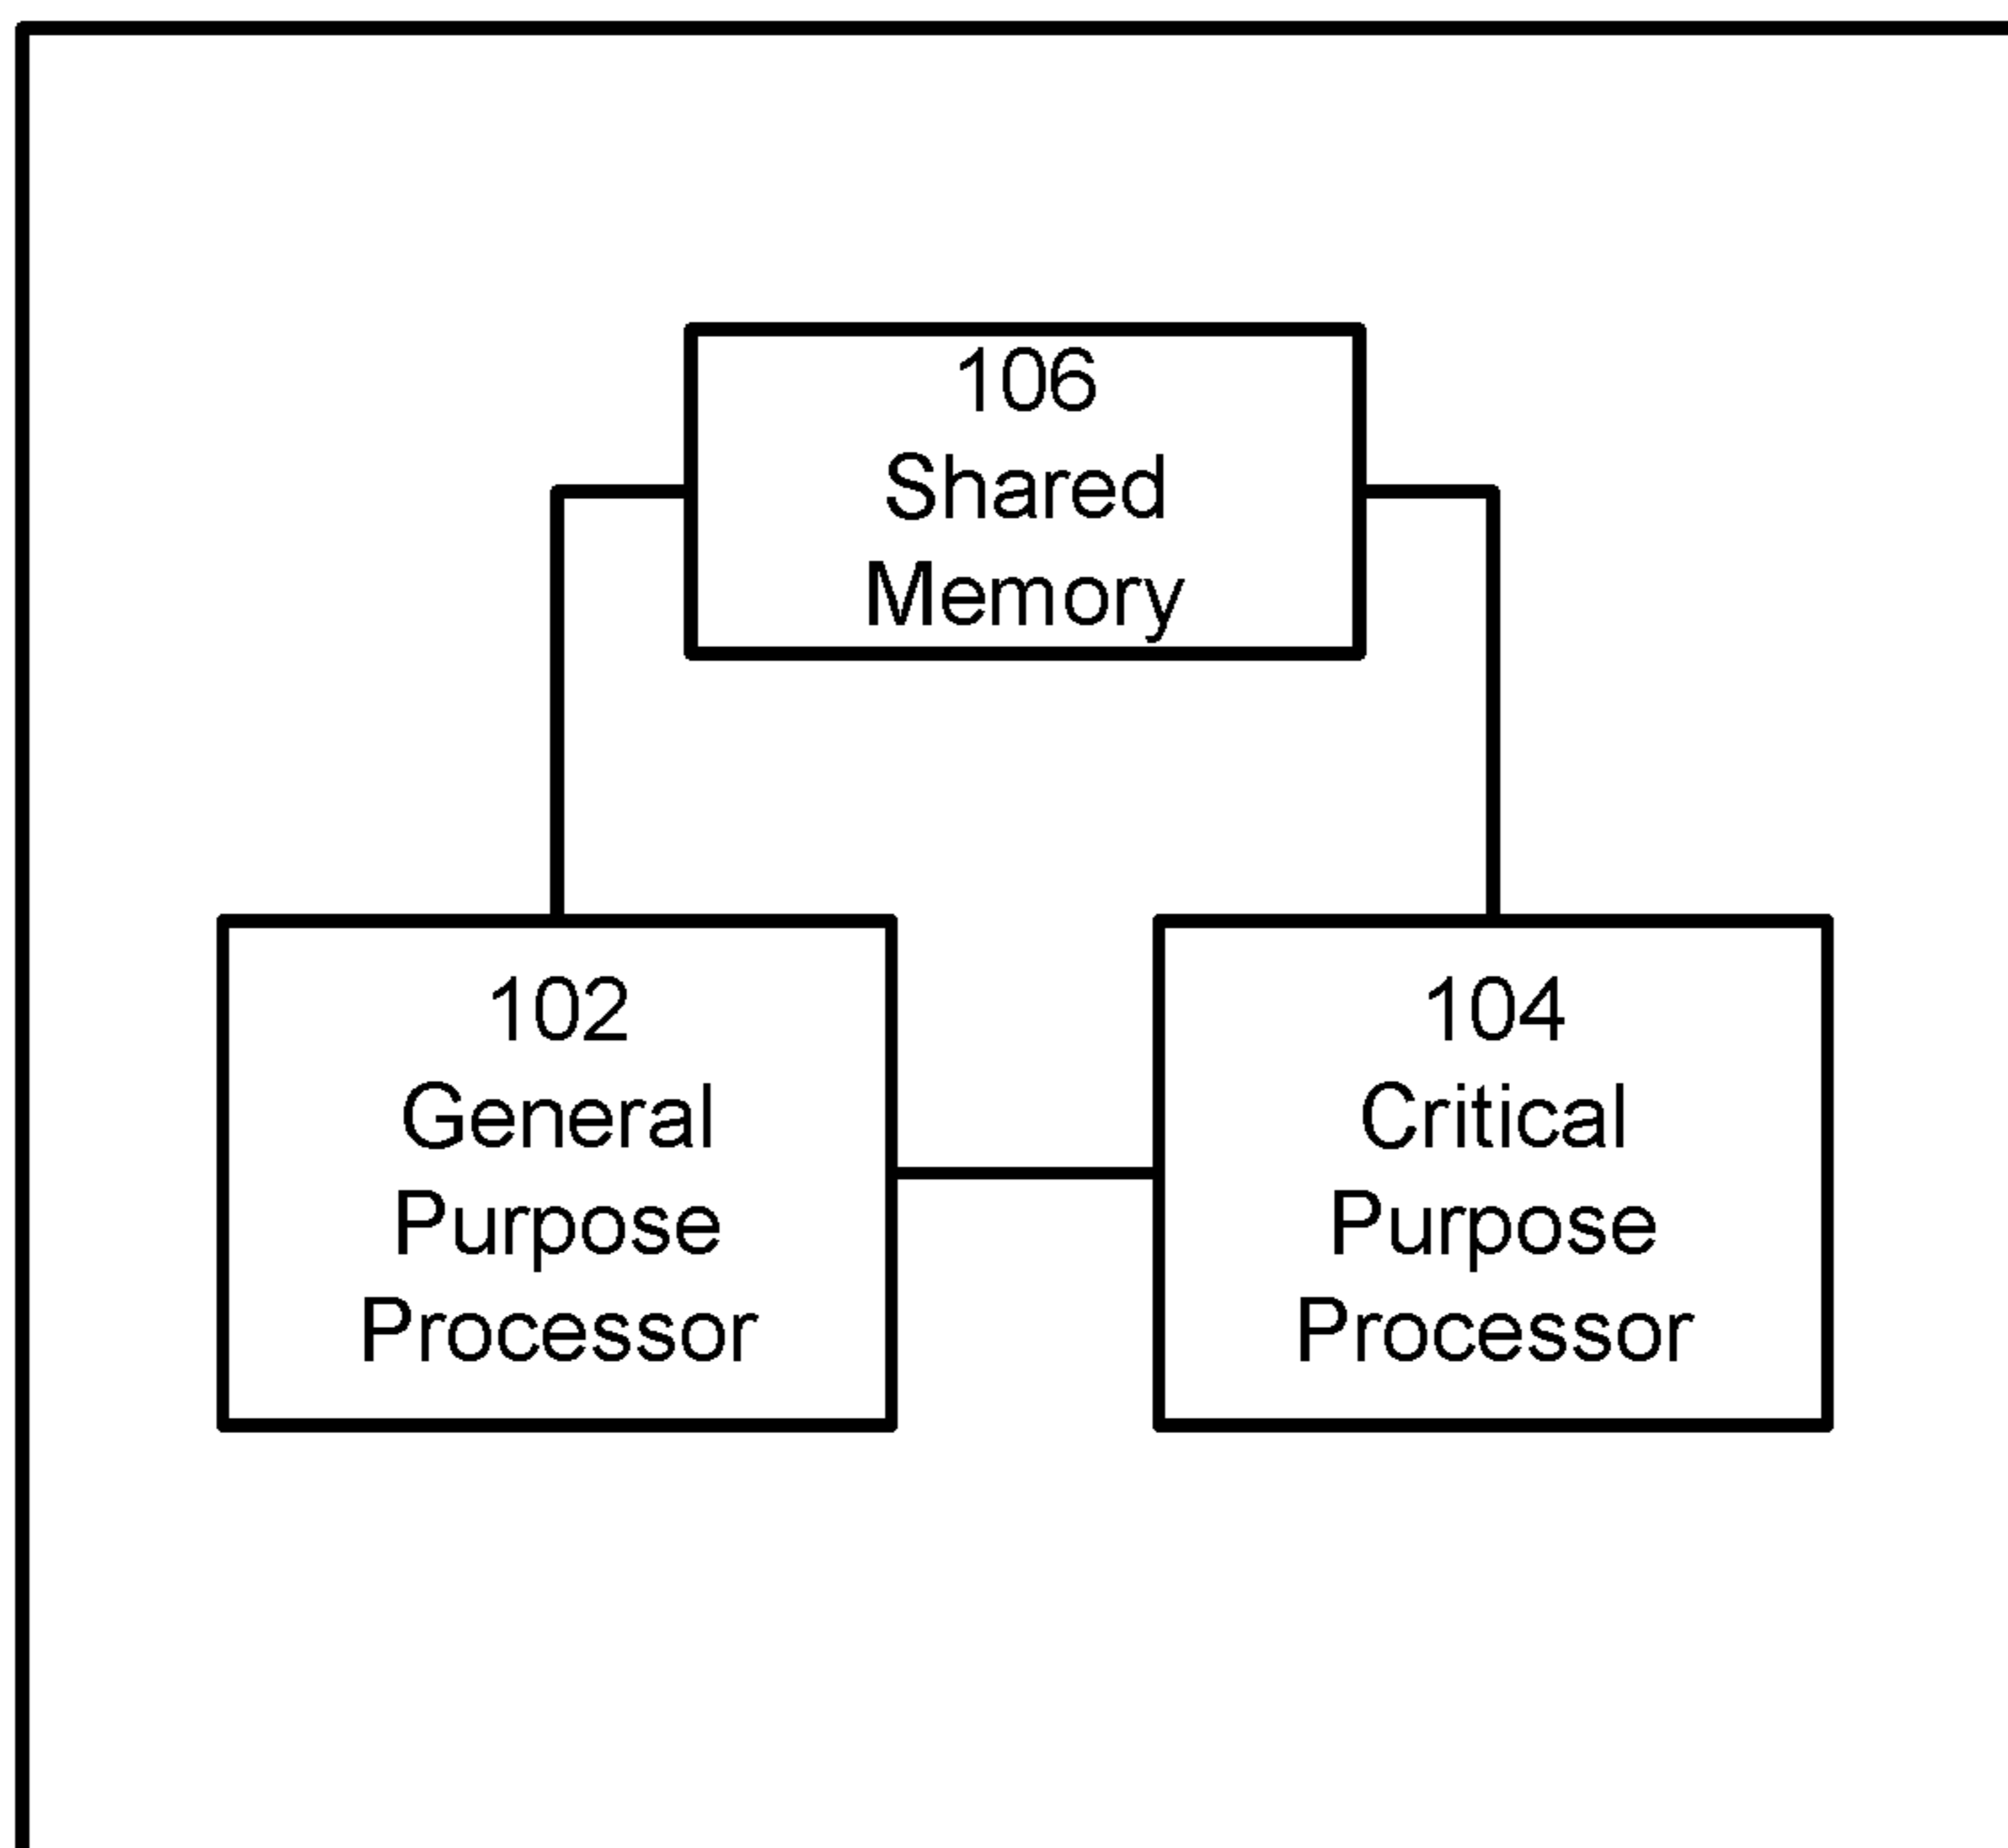 106
Shared
Memory
102
General
Purpose
Processor
104
Critical
Purpose
Processor